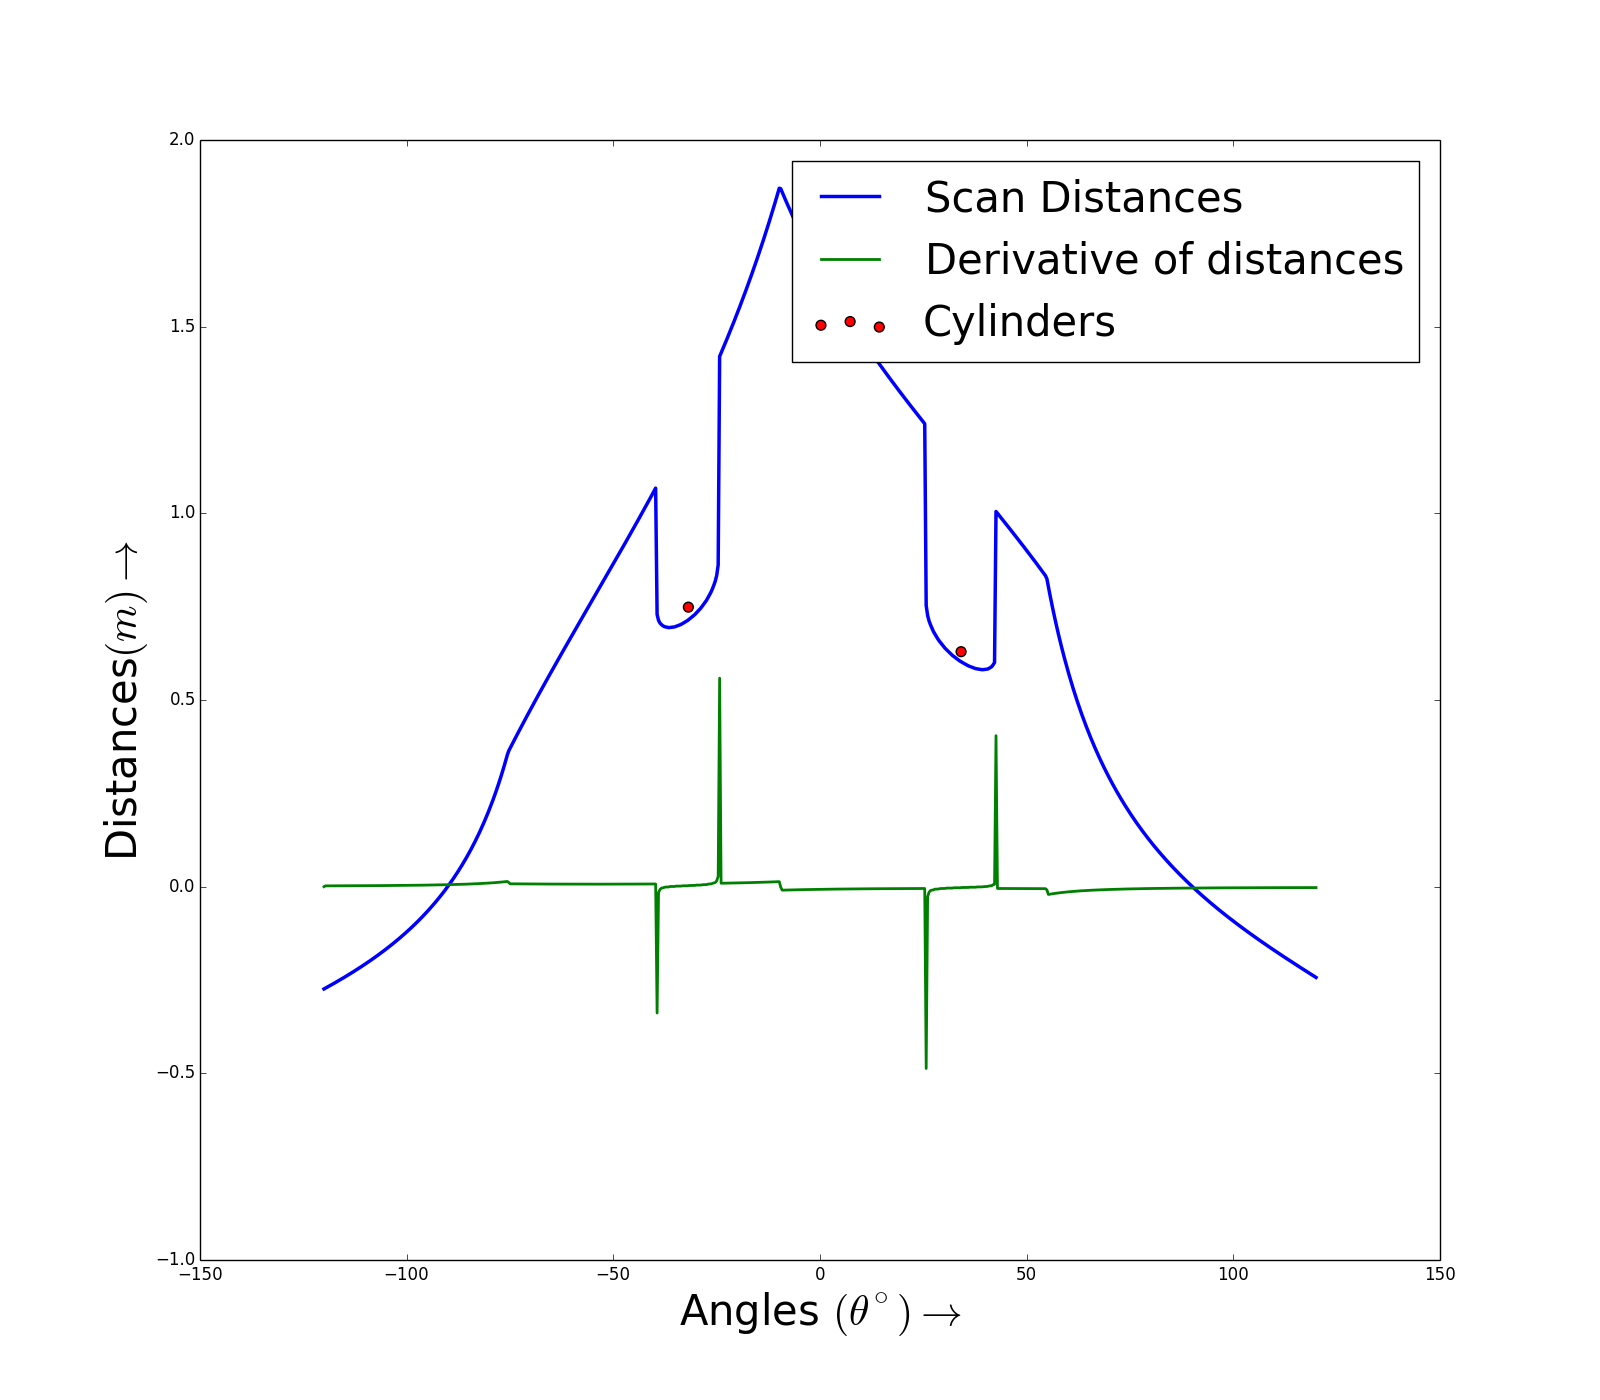 2.0
1.5
1.0
0.5
0.0
−0.5
−1.0
Distances(m)→
Scan Distances
Derivative of distances
Cylinders
−150 −100 −50 0 50 100 150
Angles (θ°)→